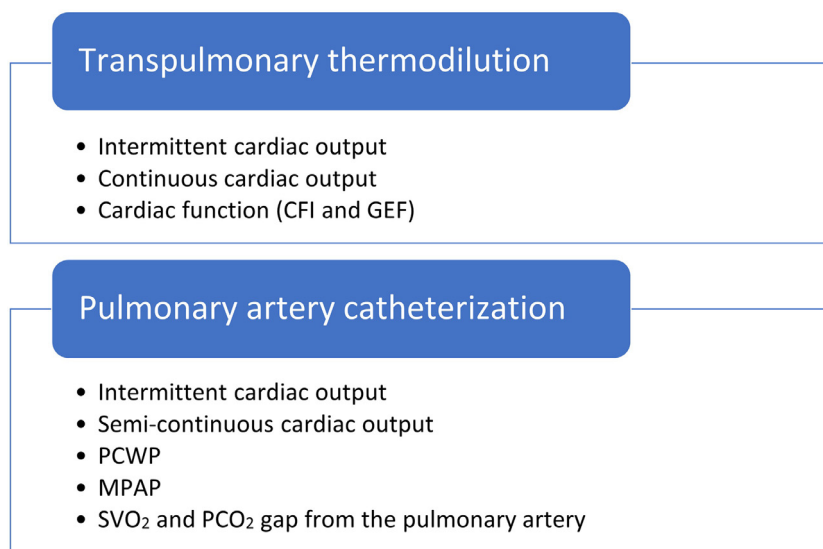 Transpulmonary thermodilution
• Intermittent cardiac output
• Continuous cardiac output
• Cardiac function (CFI and GEF)
Pulmonary artery catheterization
• Intermittent cardiac output
• Semi-continuous cardiac output
• PCWP
• MPAP
• SVO₂ and PCO₂ gap from the pulmonary artery